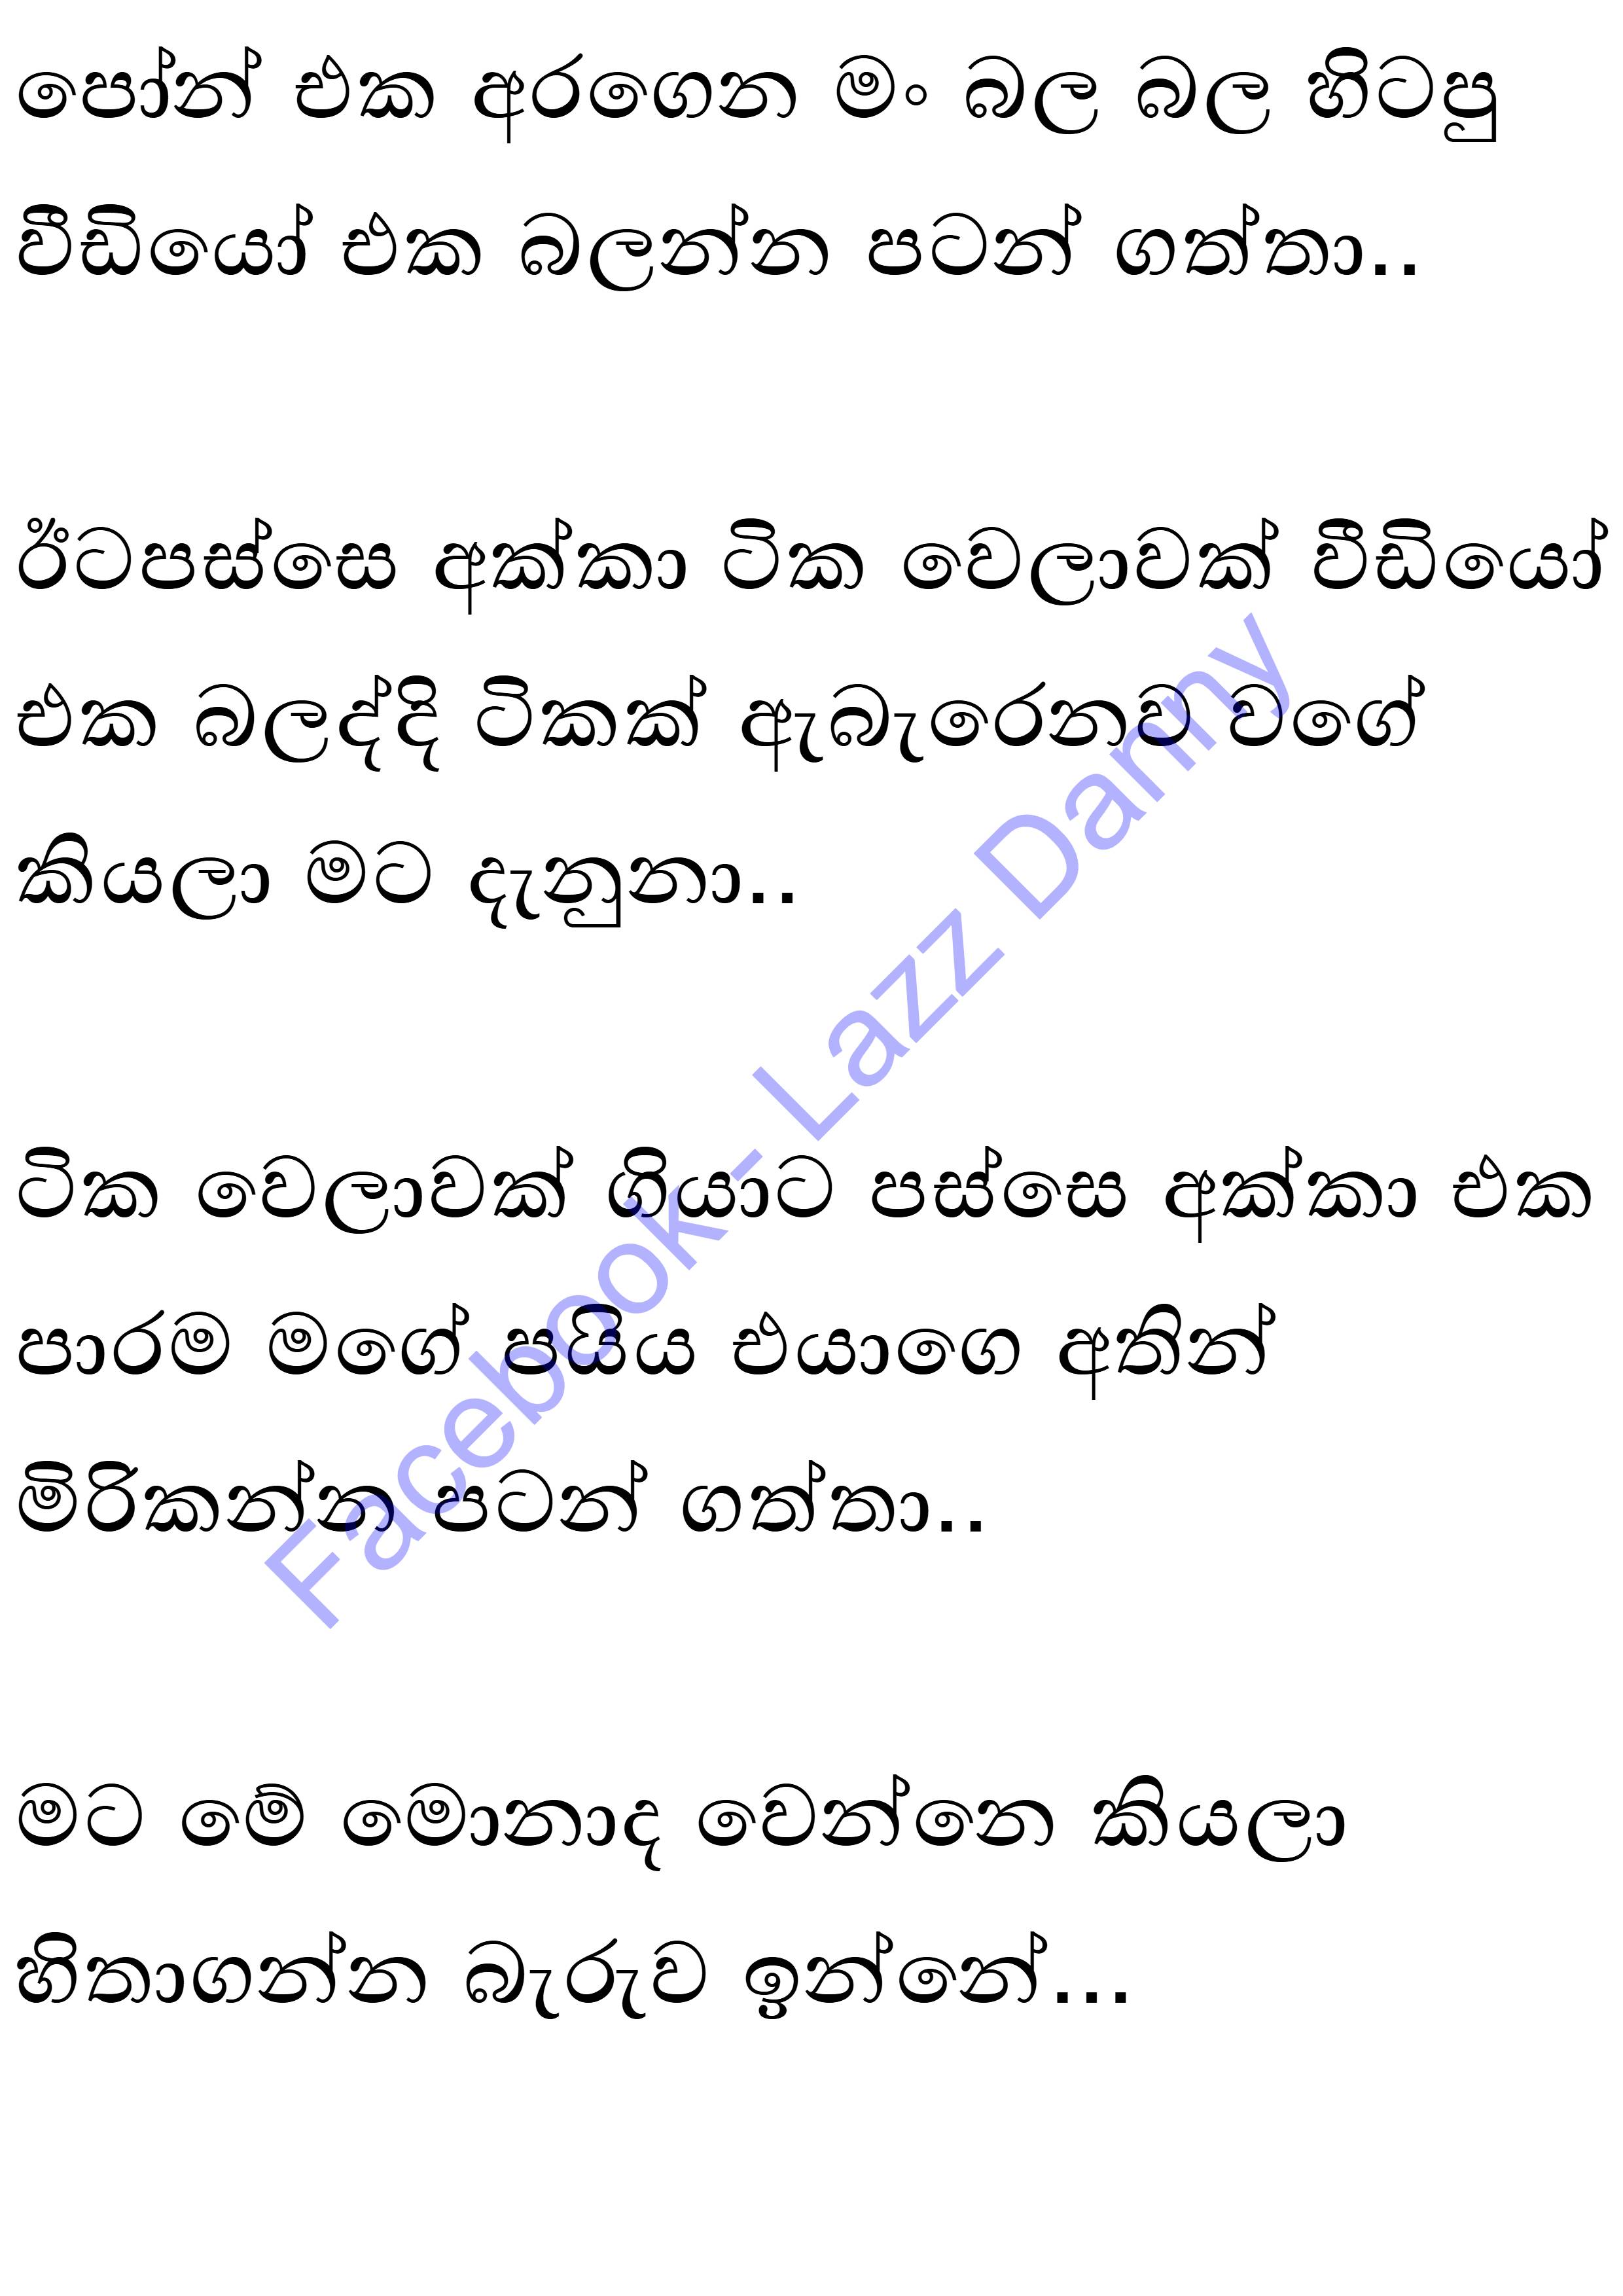 පෝන් එක අරගෙන මං බල බල හිටපු
වීඩියෝ එක බලන්න පටන් ගත්තා..
ඊටපස්සෙ අක්කා ටික වෙලාවක් වීඩියෝ
එක බලද්දි ටිකක් ඇබැරෙනව වගේ
කියලා මට දැනුනා..
ටික වෙලාවක් ගියාට පස්සෙ අක්කා එක
පාරම මගේ පයිය එයාගෙ අතින්
මිරිකන්න පටන් ගත්තා..
මට මේ මොනාද වෙන්නෙ කියලා
හිතාගන්න බැරුව ඉන්නේ...
Facebook- Lazz Danny